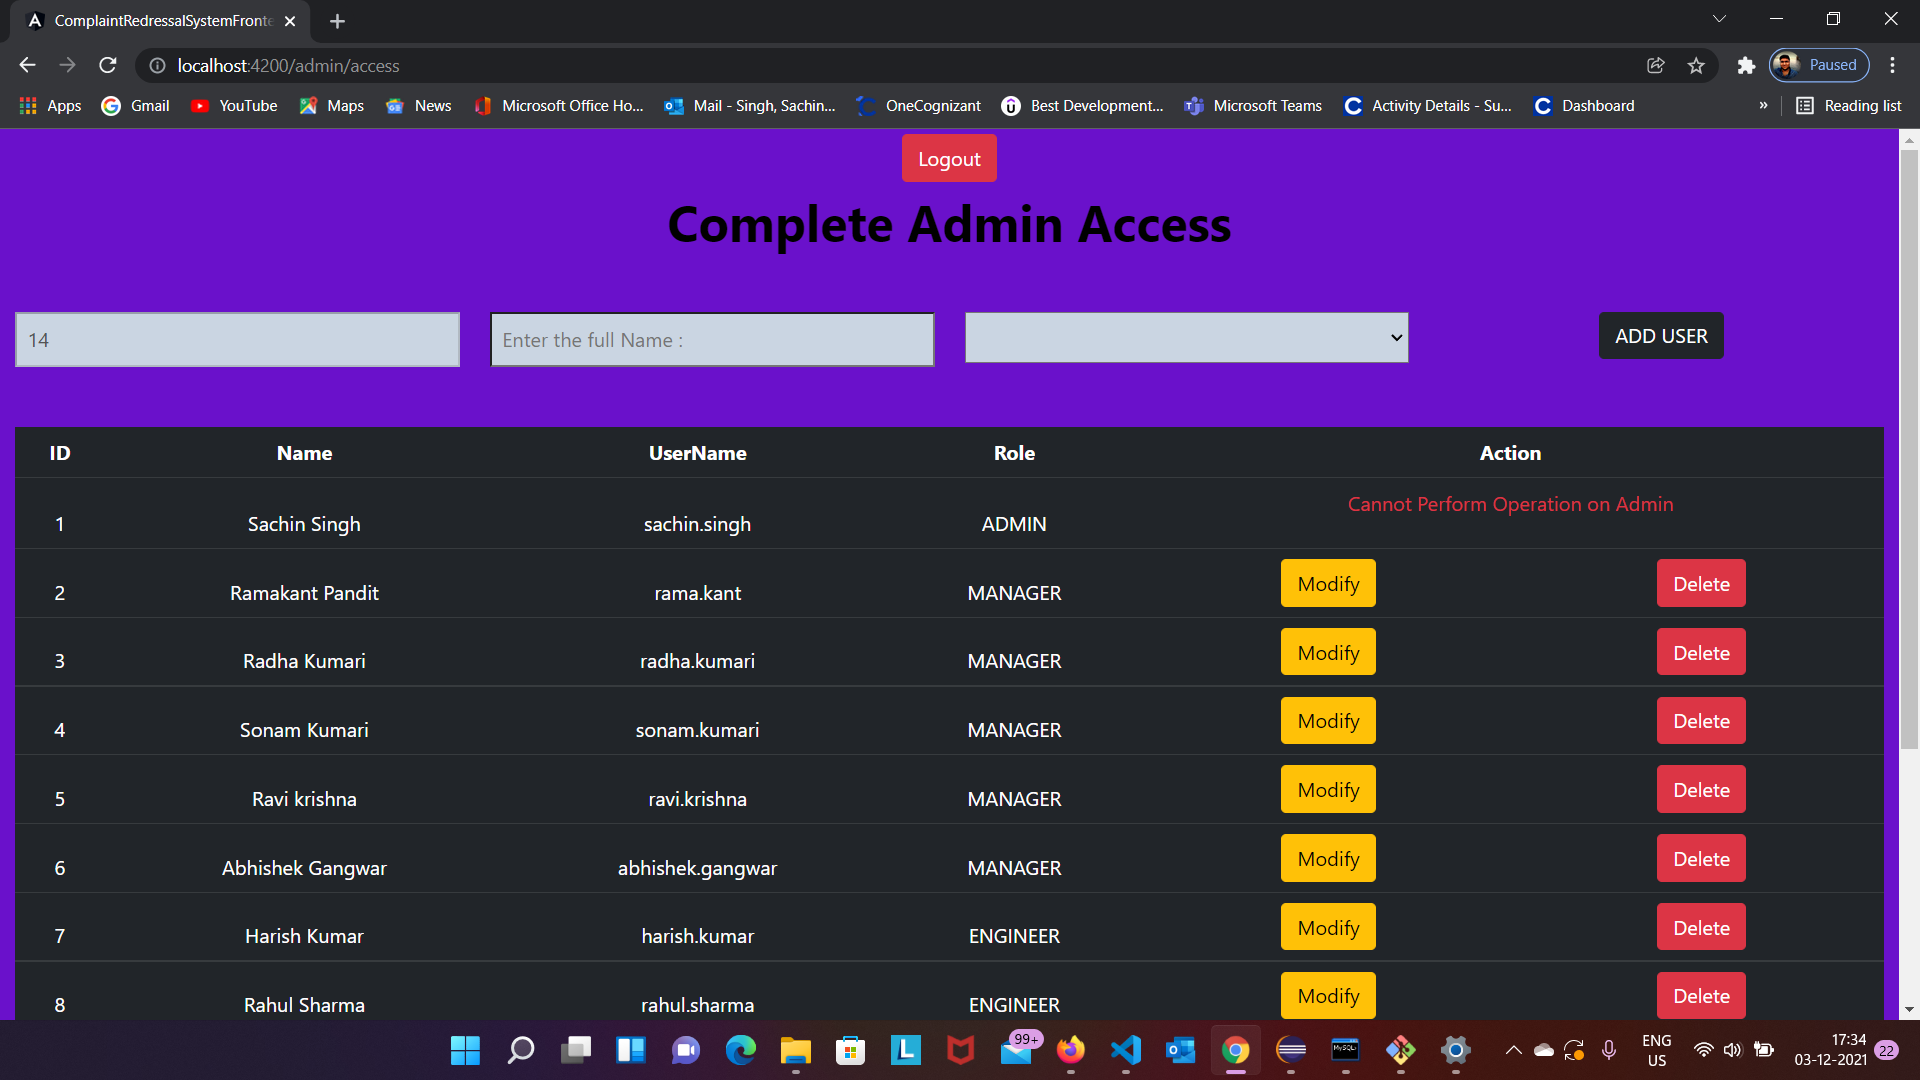 ComplaintRedressalSystemFronte
localhost:4200/admin/access
Paused
Apps Gmail YouTube Maps News Microsoft Office Ho... Mail - Singh, Sachin... OneCognizant Best Development... Microsoft Teams Activity Details - Su... Dashboard » Reading list
Logout
Complete Admin Access
14 Enter the full Name : ADD USER
ID Name UserName Role Action
1 Sachin Singh sachin.singh ADMIN Cannot Perform Operation on Admin
2 Ramakant Pandit rama.kant MANAGER Modify Delete
3 Radha Kumari radha.kumari MANAGER Modify Delete
4 Sonam Kumari sonam.kumari MANAGER Modify Delete
5 Ravi krishna ravi.krishna MANAGER Modify Delete
6 Abhishek Gangwar abhishek.gangwar MANAGER Modify Delete
7 Harish Kumar harish.kumar ENGINEER Modify Delete
8 Rahul Sharma rahul.sharma ENGINEER Modify Delete
99+
L
MySQL
ENG
US
17:34
03-12-2021
22